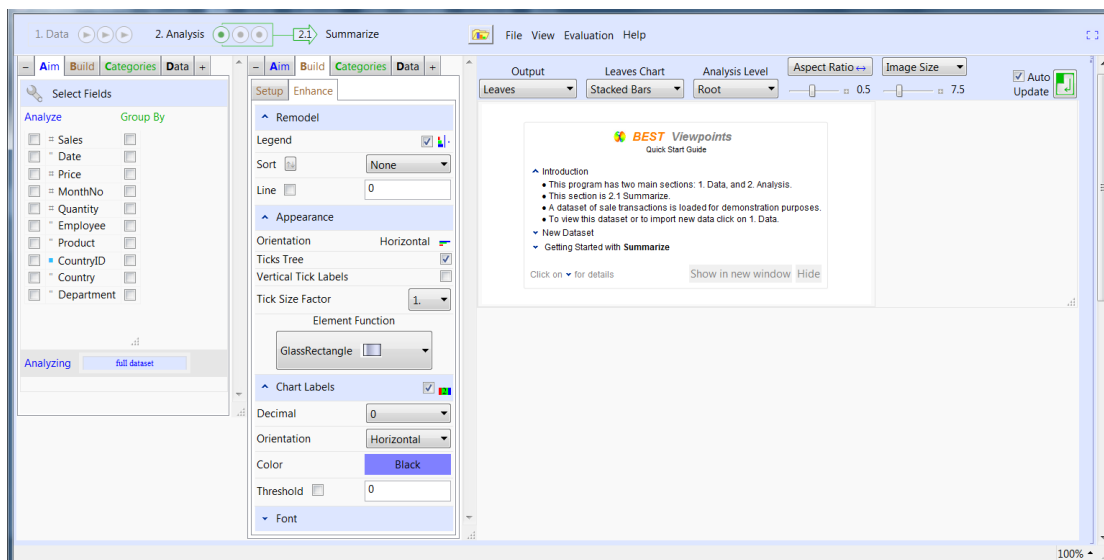 1. Data 2. Analysis 2.1 Summarize File View Evaluation Help
− Aim Build Categories Data +
Select Fields
Analyze Group By
Sales
Date
Price
MonthNo
Quantity
Employee
Product
CountryID
Country
Department
Analyzing full dataset
− Aim Build Categories Data +
Setup Enhance
Remodel
Legend
Sort None
Line 0
Appearance
Orientation Horizontal
Ticks Tree
Vertical Tick Labels
Tick Size Factor 1.
Element Function
GlassRectangle
Chart Labels
Decimal 0
Orientation Horizontal
Color Black
Threshold 0
Font
Output Leaves Chart Analysis Level Aspect Ratio ↔ Image Size
Leaves Stacked Bars Root 0.5 7.5
Auto
Update
BEST Viewpoints
Quick Start Guide
Introduction
• This program has two main sections: 1. Data, and 2. Analysis.
• This section is 2.1 Summarize.
• A dataset of sale transactions is loaded for demonstration purposes.
• To view this dataset or to import new data click on 1. Data.
New Dataset
Getting Started with Summarize
Click on for details Show in new window Hide
100%